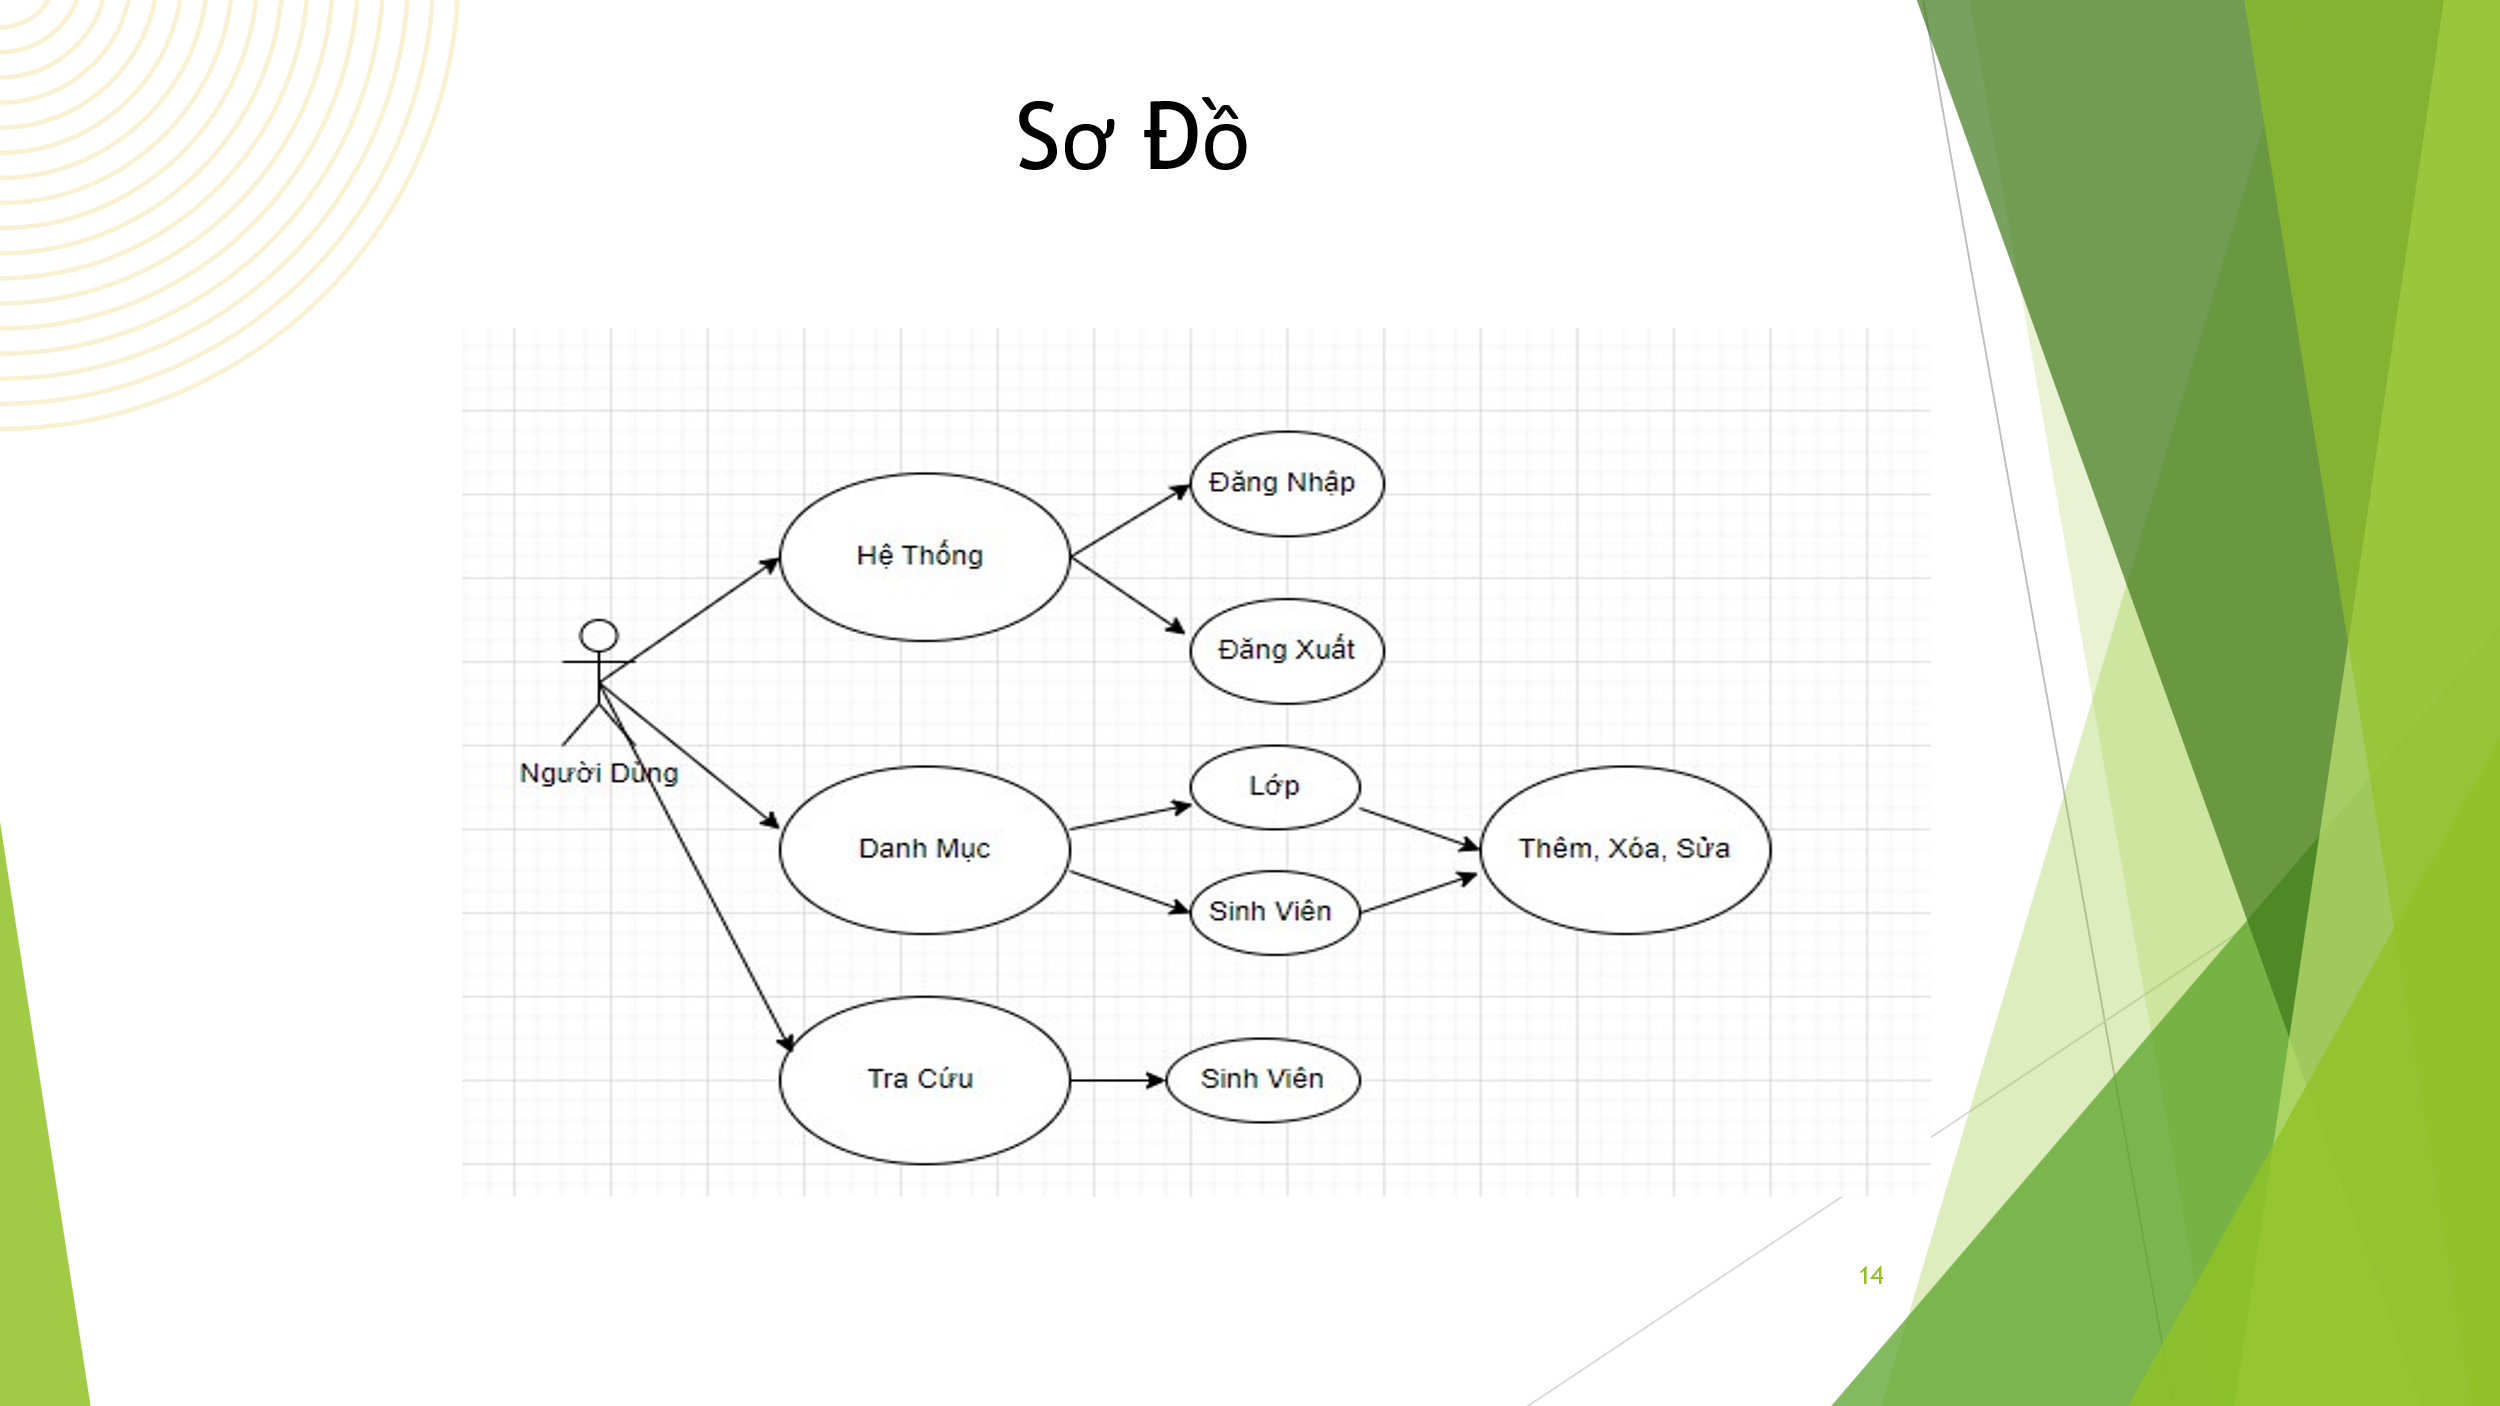 Sơ Đồ
Đăng Nhập
Hệ Thống
Đăng Xuất
Người Dùng
Lớp
Danh Mục
Thêm, Xóa, Sửa
Sinh Viên
Tra Cứu
Sinh Viên
14